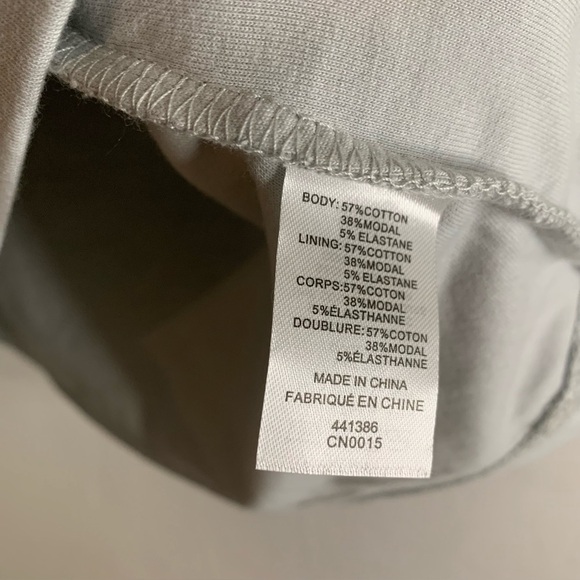 BODY: 57%COTTON
38%MODAL
5% ELASTANE
LINING: 57%COTTON
38%MODAL
5% ELASTANE
CORPS:57%COTON
38%MODAL
5%ÉLASTHANNE
DOUBLURE:57%COTON
38%MODAL
5%ÉLASTHANNE
MADE IN CHINA
FABRIQUÉ EN CHINE
441386
CN0015